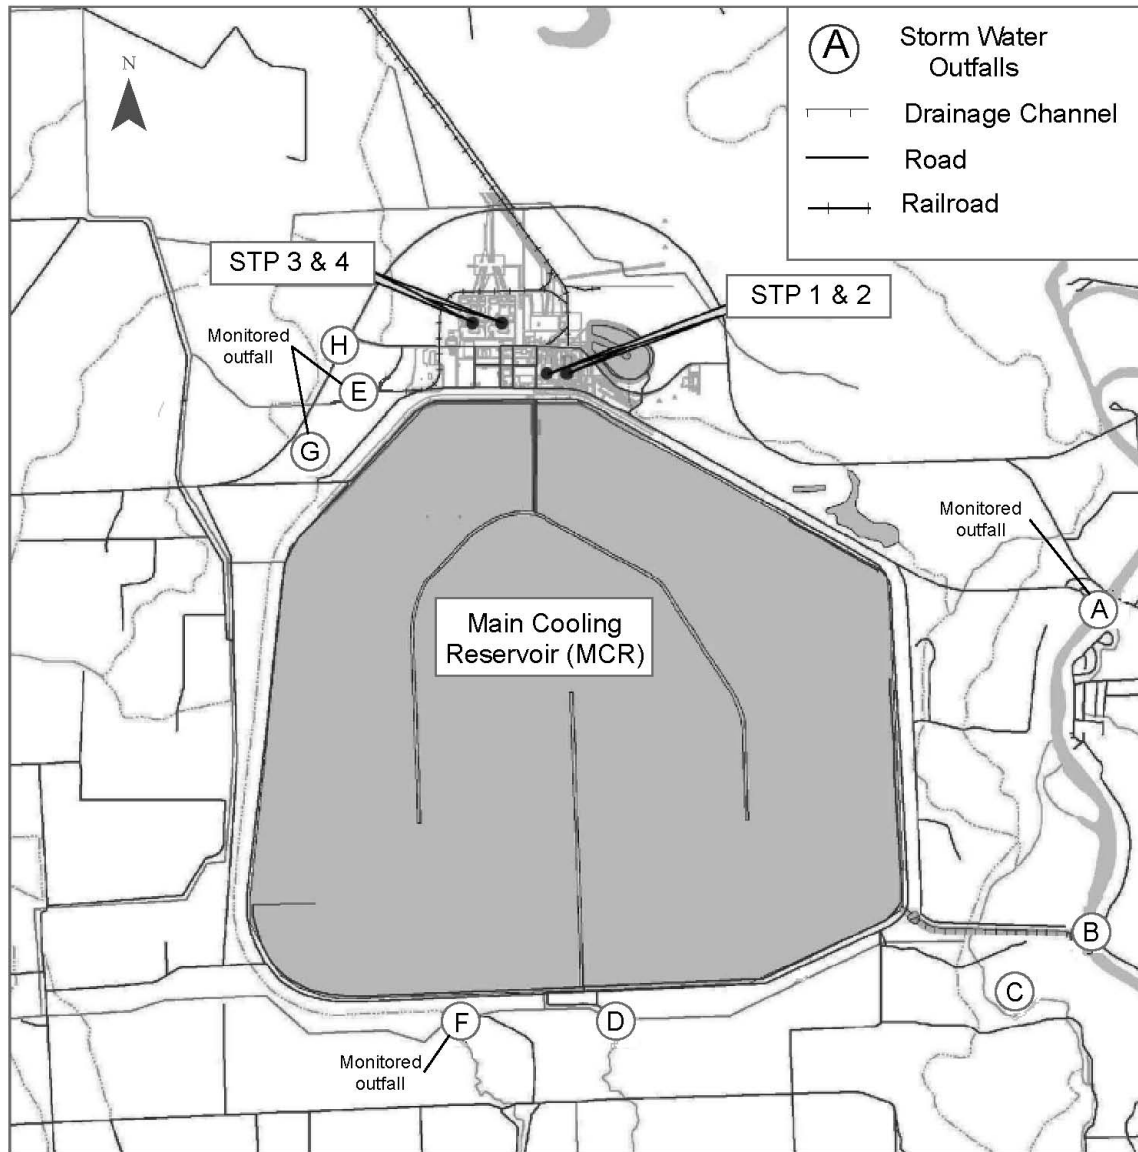 A
Storm Water
Outfalls
Drainage Channel
Road
Railroad
N
STP 3 & 4
STP 1 & 2
Monitored
outfall
H
E
G
Monitored
outfall
A
Main Cooling
Reservoir (MCR)
B
C
F
D
Monitored
outfall